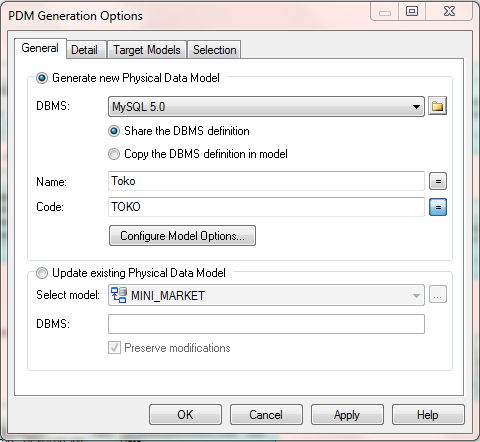 PDM Generation Options
General Detail Target Models Selection
Generate new Physical Data Model
DBMS: MySQL 5.0
Share the DBMS definition
Copy the DBMS definition in model
Name: Toko =
Code: TOKO =
Configure Model Options...
Update existing Physical Data Model
Select model: MINI_MARKET ...
DBMS:
Preserve modifications
OK Cancel Apply Help